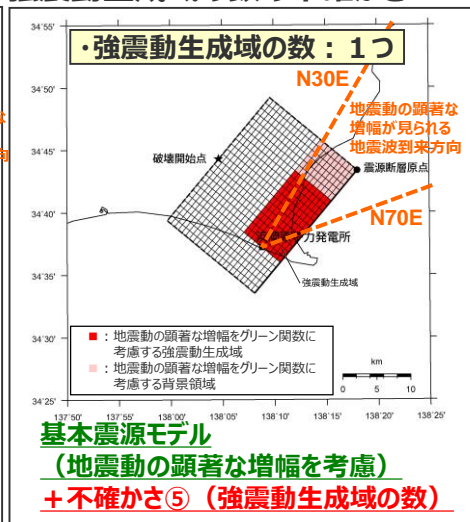 ・強震動生成域の数：１つ
N30E
地震動の顕著な
増幅が見られる
地震波到来方向
破壊開始点
震源断層原点
N70E
力発電所
強震動生成域
：地震動の顕著な増幅をグリーン関数に
考慮する強震動生成域
：地震動の顕著な増幅をグリーン関数に
考慮する背景領域
km
0 5 10
34˚55'
34˚50'
34˚45'
34˚40'
34˚35'
34˚30'
34˚25'
137˚50' 137˚55' 138˚00' 138˚05' 138˚10' 138˚15' 138˚20' 138˚25'
基本震源モデル
（地震動の顕著な増幅を考慮）
＋不確かさ⑤（強震動生成域の数）